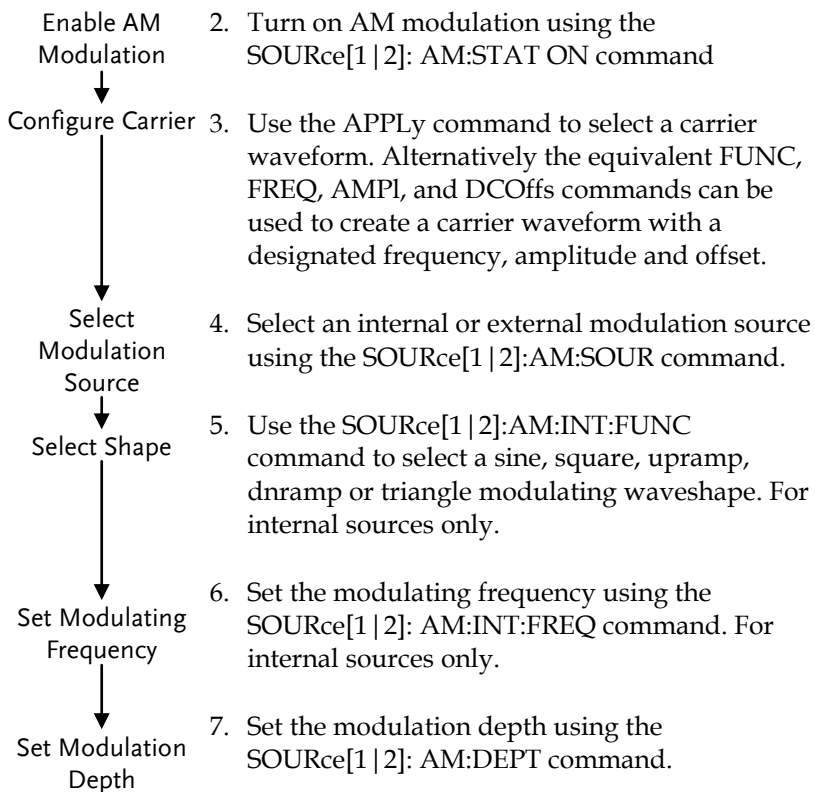 Enable AM
Modulation
2. Turn on AM modulation using the
SOURce[1|2]: AM:STAT ON command
Configure Carrier
3. Use the APPLy command to select a carrier
waveform. Alternatively the equivalent FUNC,
FREQ, AMPl, and DCOffs commands can be
used to create a carrier waveform with a
designated frequency, amplitude and offset.
Select
Modulation
Source
4. Select an internal or external modulation source
using the SOURce[1|2]:AM:SOUR command.
Select Shape
5. Use the SOURce[1|2]:AM:INT:FUNC
command to select a sine, square, upramp,
dnramp or triangle modulating waveshape. For
internal sources only.
Set Modulating
Frequency
6. Set the modulating frequency using the
SOURce[1|2]: AM:INT:FREQ command. For
internal sources only.
Set Modulation
Depth
7. Set the modulation depth using the
SOURce[1|2]: AM:DEPT command.